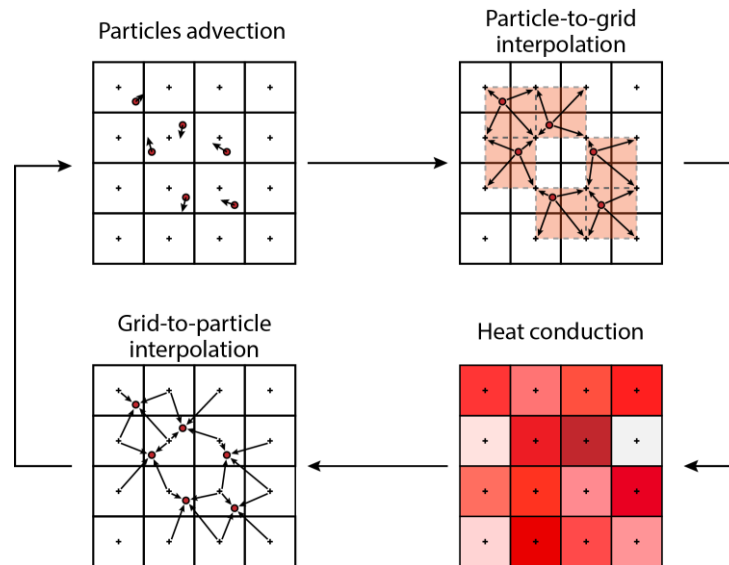 Particles advection
Particle-to-grid
interpolation
Grid-to-particle
interpolation
Heat conduction